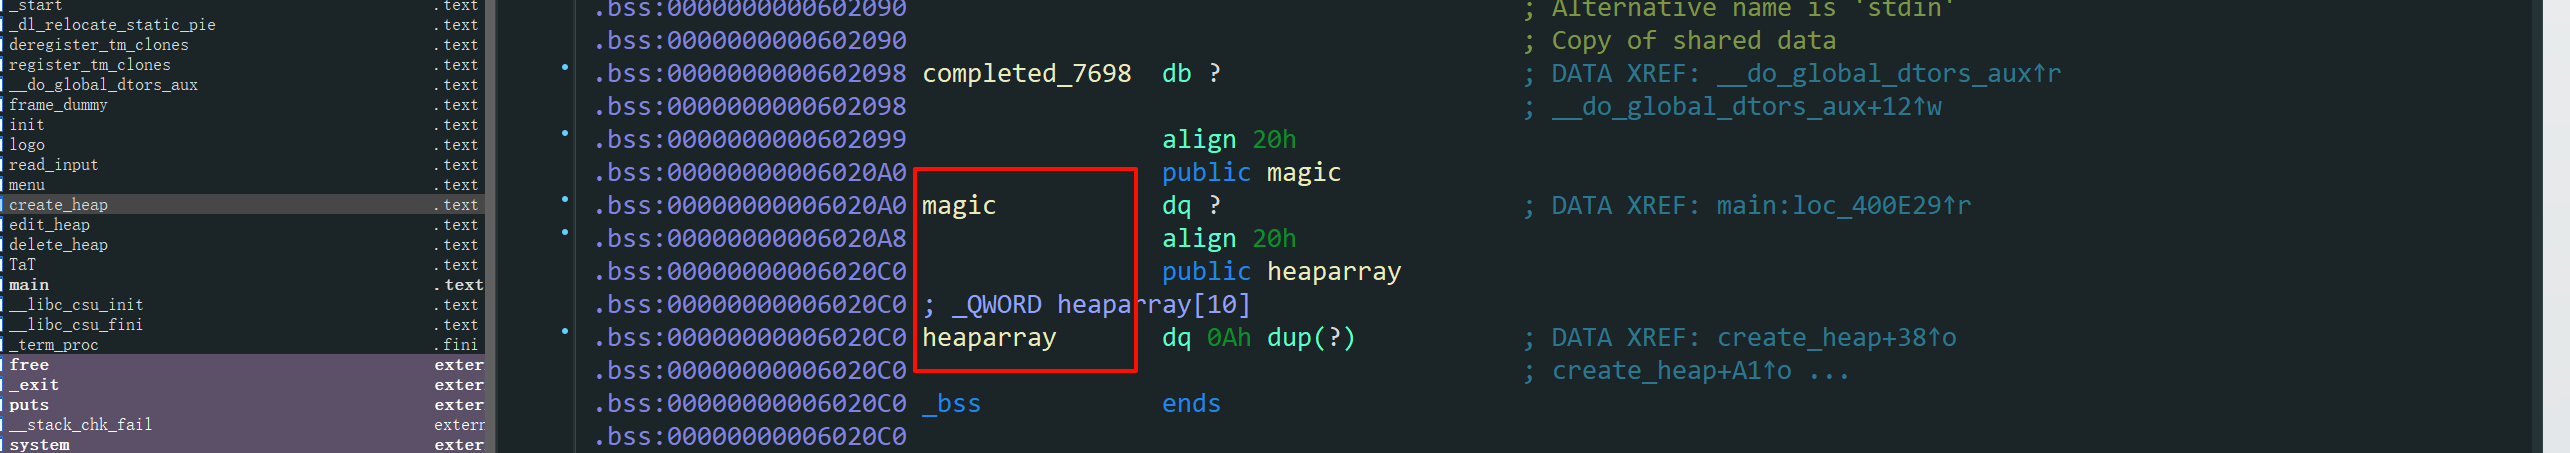 _start .text
_dl_relocate_static_pie .text
deregister_tm_clones .text
register_tm_clones .text
__do_global_dtors_aux .text
frame_dummy .text
init .text
logo .text
read_input .text
menu .text
create_heap .text
edit_heap .text
delete_heap .text
TaT .text
main .text
__libc_csu_init .text
__libc_csu_fini .text
_term_proc .fini
free exter
_exit exter
puts exter
__stack_chk_fail extern
system exter
.bss:0000000000602090 ; Alternative name is 'stdin'
.bss:0000000000602090 ; Copy of shared data
.bss:0000000000602098 completed_7698 db ? ; DATA XREF: __do_global_dtors_aux↑r
.bss:0000000000602098 ; __do_global_dtors_aux+12↑w
.bss:0000000000602099 align 20h
.bss:00000000006020A0 public magic
.bss:00000000006020A0 magic dq ? ; DATA XREF: main:loc_400E29↑r
.bss:00000000006020A8 align 20h
.bss:00000000006020C0 public heaparray
.bss:00000000006020C0 ; _QWORD heaparray[10]
.bss:00000000006020C0 heaparray dq 0Ah dup(?) ; DATA XREF: create_heap+38↑o
.bss:00000000006020C0 ; create_heap+A1↑o ...
.bss:00000000006020C0 _bss ends
.bss:00000000006020C0